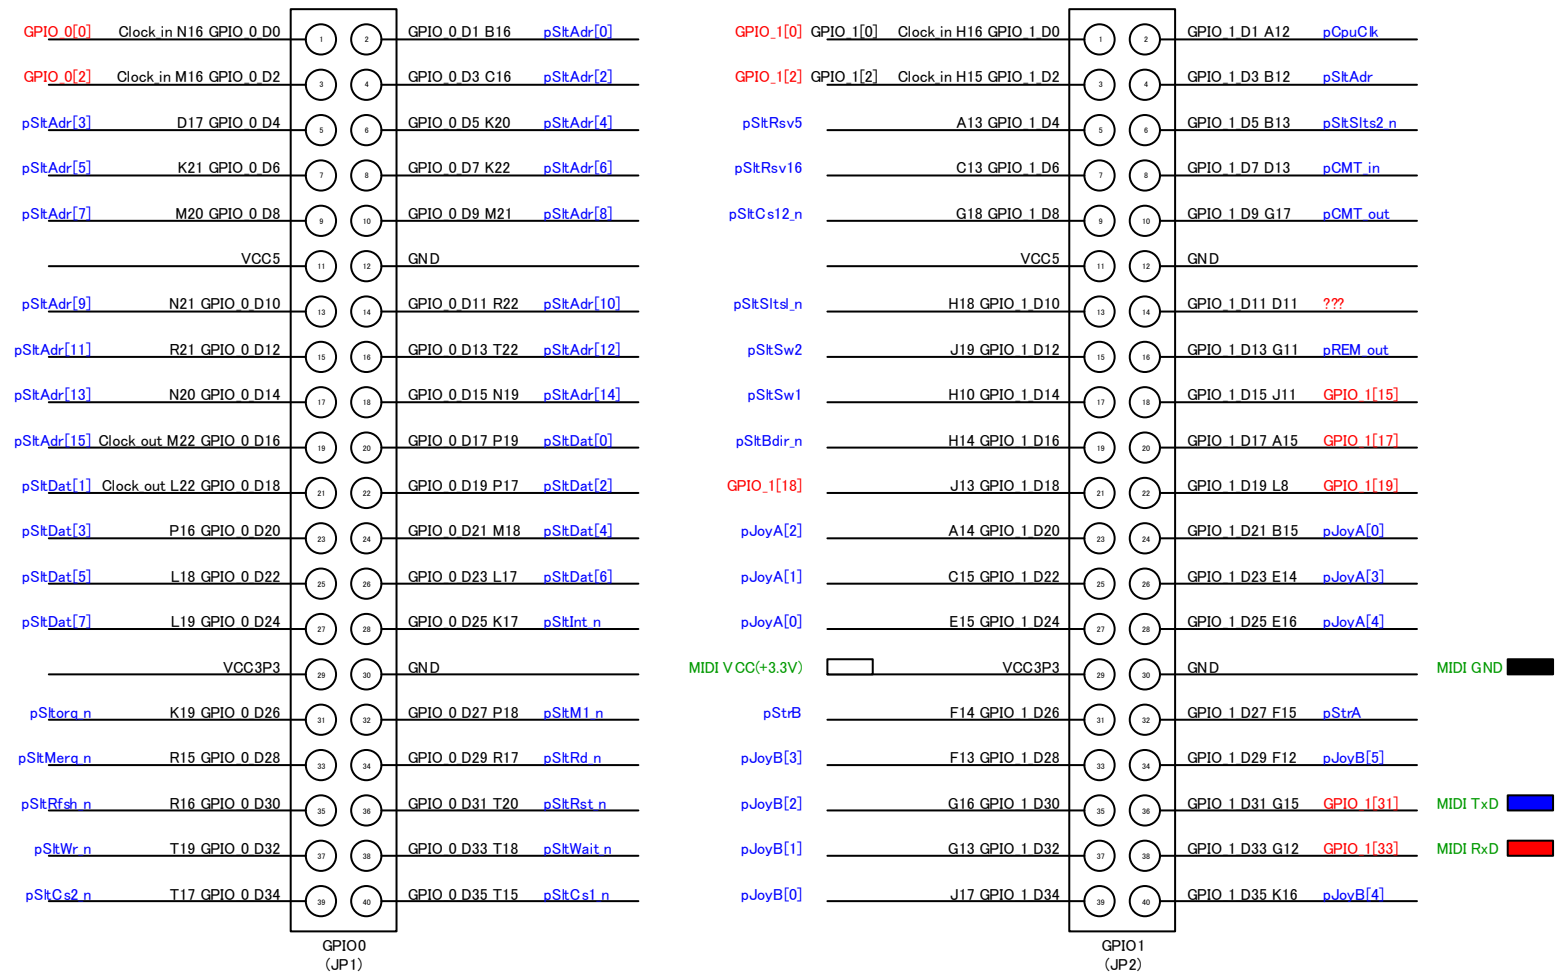 GPIO_0[0] Clock_in N16 GPIO_0_D0 1 2 GPIO_0_D1 B16 pSltAdr[0]
GPIO_0[2] Clock_in M16 GPIO_0_D2 3 4 GPIO_0_D3 C16 pSltAdr[2]
pSltAdr[3] D17 GPIO_0_D4 5 6 GPIO_0_D5 K20 pSltAdr[4]
pSltAdr[5] K21 GPIO_0_D6 7 8 GPIO_0_D7 K22 pSltAdr[6]
pSltAdr[7] M20 GPIO_0_D8 9 10 GPIO_0_D9 M21 pSltAdr[8]
VCC5 11 12 GND
pSltAdr[9] N21 GPIO_0_D10 13 14 GPIO_0_D11 R22 pSltAdr[10]
pSltAdr[11] R21 GPIO_0_D12 15 16 GPIO_0_D13 T22 pSltAdr[12]
pSltAdr[13] N20 GPIO_0_D14 17 18 GPIO_0_D15 N19 pSltAdr[14]
pSltAdr[15] Clock_out M22 GPIO_0_D16 19 20 GPIO_0_D17 P19 pSltDat[0]
pSltDat[1] Clock_out L22 GPIO_0_D18 21 22 GPIO_0_D19 P17 pSltDat[2]
pSltDat[3] P16 GPIO_0_D20 23 24 GPIO_0_D21 M18 pSltDat[4]
pSltDat[5] L18 GPIO_0_D22 25 26 GPIO_0_D23 L17 pSltDat[6]
pSltDat[7] L19 GPIO_0_D24 27 28 GPIO_0_D25 K17 pSltInt_n
VCC3P3 29 30 GND
pSltorq_n K19 GPIO_0_D26 31 32 GPIO_0_D27 P18 pSltM1_n
pSltMerq_n R15 GPIO_0_D28 33 34 GPIO_0_D29 R17 pSltRd_n
pSltRfsh_n R16 GPIO_0_D30 35 36 GPIO_0_D31 T20 pSltRst_n
pSltWr_n T19 GPIO_0_D32 37 38 GPIO_0_D33 T18 pSltWait_n
pSltCs2_n T17 GPIO_0_D34 39 40 GPIO_0_D35 T15 pSltCs1_n
GPIO0
(JP1)
GPIO_1[0] GPIO_1[0] Clock_in H16 GPIO_1_D0 1 2 GPIO_1_D1 A12 pCpuClk
GPIO_1[2] GPIO_1[2] Clock_in H15 GPIO_1_D2 3 4 GPIO_1_D3 B12 pSltAdr
pSltRsv5 A13 GPIO_1_D4 5 6 GPIO_1_D5 B13 pSltSlts2_n
pSltRsv16 C13 GPIO_1_D6 7 8 GPIO_1_D7 D13 pCMT_in
pSltCs12_n G18 GPIO_1_D8 9 10 GPIO_1_D9 G17 pCMT_out
VCC5 11 12 GND
pSltSltsl_n H18 GPIO_1_D10 13 14 GPIO_1_D11 D11 ???
pSltSw2 J19 GPIO_1_D12 15 16 GPIO_1_D13 G11 pREM_out
pSltSw1 H10 GPIO_1_D14 17 18 GPIO_1_D15 J11 GPIO_1[15]
pSltBdir_n H14 GPIO_1_D16 19 20 GPIO_1_D17 A15 GPIO_1[17]
GPIO_1[18] J13 GPIO_1_D18 21 22 GPIO_1_D19 L8 GPIO_1[19]
pJoyA[2] A14 GPIO_1_D20 23 24 GPIO_1_D21 B15 pJoyA[0]
pJoyA[1] C15 GPIO_1_D22 25 26 GPIO_1_D23 E14 pJoyA[3]
pJoyA[0] E15 GPIO_1_D24 27 28 GPIO_1_D25 E16 pJoyA[4]
MIDI VCC(+3.3V) VCC3P3 29 30 GND MIDI GND
pStrB F14 GPIO_1_D26 31 32 GPIO_1_D27 F15 pStrA
pJoyB[3] F13 GPIO_1_D28 33 34 GPIO_1_D29 F12 pJoyB[5]
pJoyB[2] G16 GPIO_1_D30 35 36 GPIO_1_D31 G15 GPIO_1[31] MIDI TxD
pJoyB[1] G13 GPIO_1_D32 37 38 GPIO_1_D33 G12 GPIO_1[33] MIDI RxD
pJoyB[0] J17 GPIO_1_D34 39 40 GPIO_1_D35 K16 pJoyB[4]
GPIO1
(JP2)